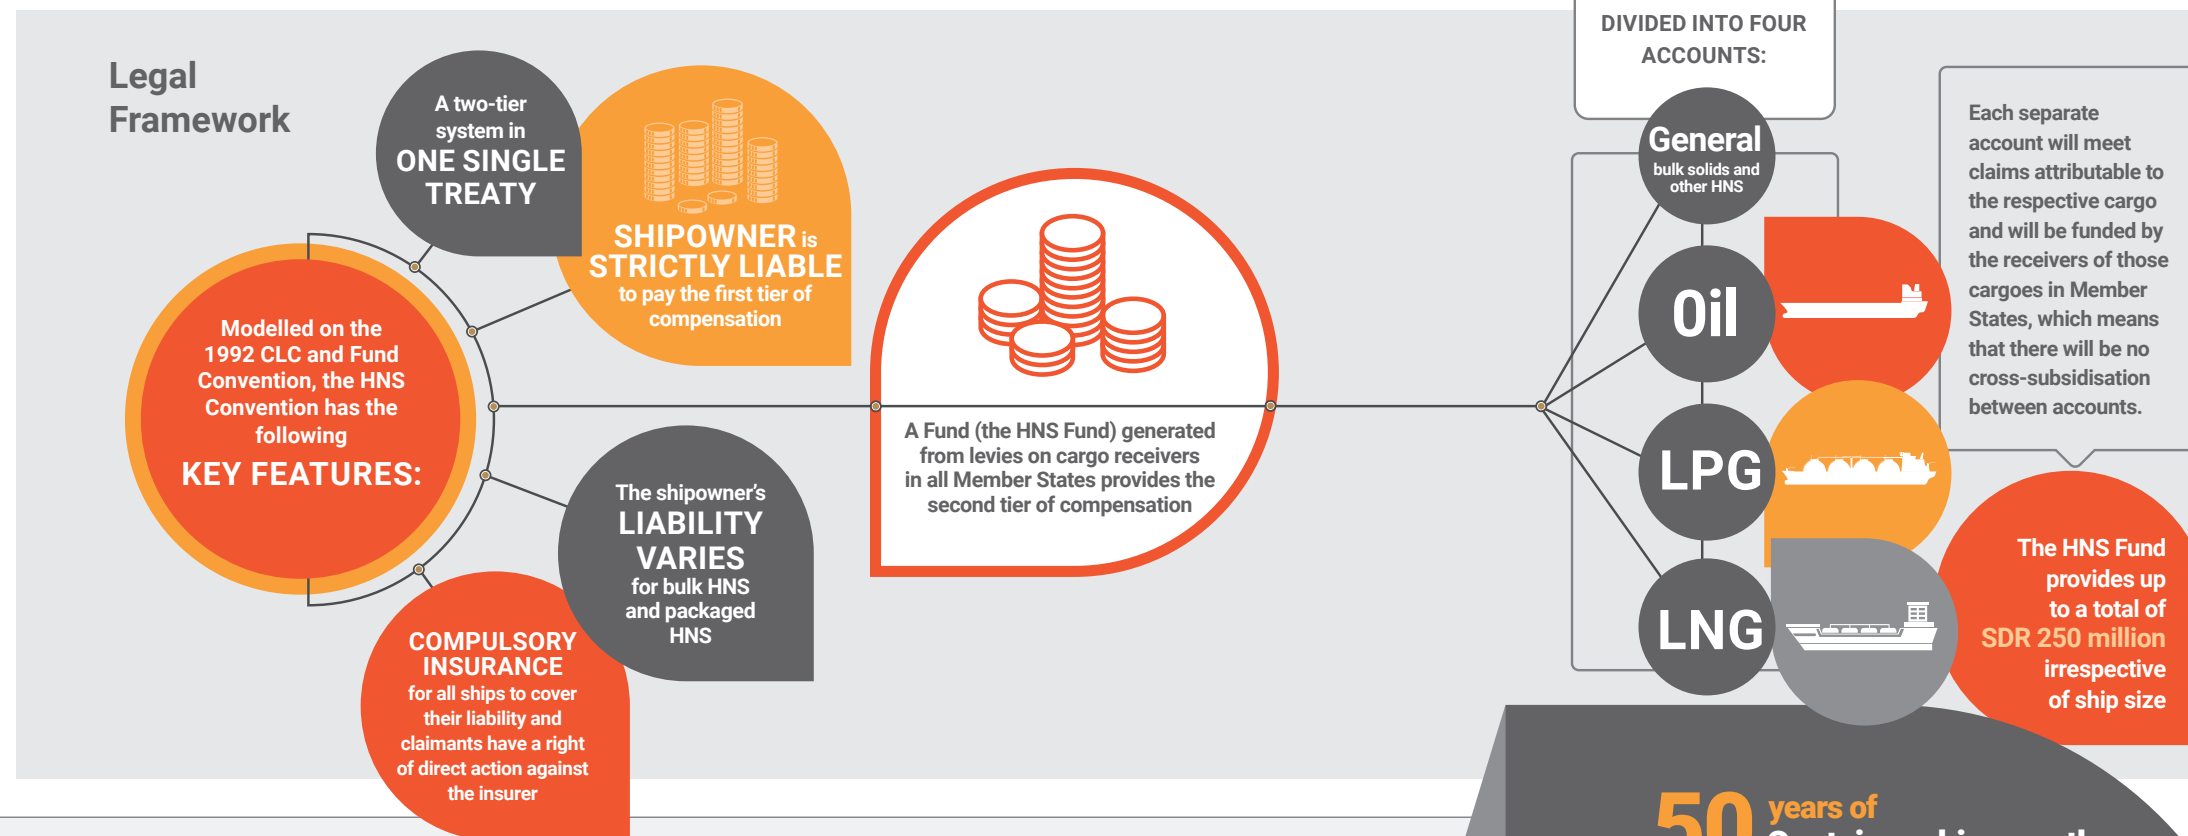 Legal
Framework
A two-tier
system in
ONE SINGLE
TREATY
SHIPOWNER is
STRICTLY LIABLE
to pay the first tier of
compensation
Modelled on the
1992 CLC and Fund
Convention, the HNS
Convention has the
following
KEY FEATURES:
A Fund (the HNS Fund) generated
from levies on cargo receivers
in all Member States provides the
second tier of compensation
The shipowner's
LIABILITY
VARIES
for bulk HNS
and packaged
HNS
COMPULSORY
INSURANCE
for all ships to cover
their liability and
claimants have a right
of direct action against
the insurer
DIVIDED INTO FOUR
ACCOUNTS:
General
bulk solids and
other HNS
Oil
LPG
LNG
Each separate
account will meet
claims attributable to
the respective cargo
and will be funded by
the receivers of those
cargoes in Member
States, which means
that there will be no
cross-subsidisation
between accounts.
The HNS Fund
provides up
to a total of
SDR 250 million
irrespective
of ship size
50 years of